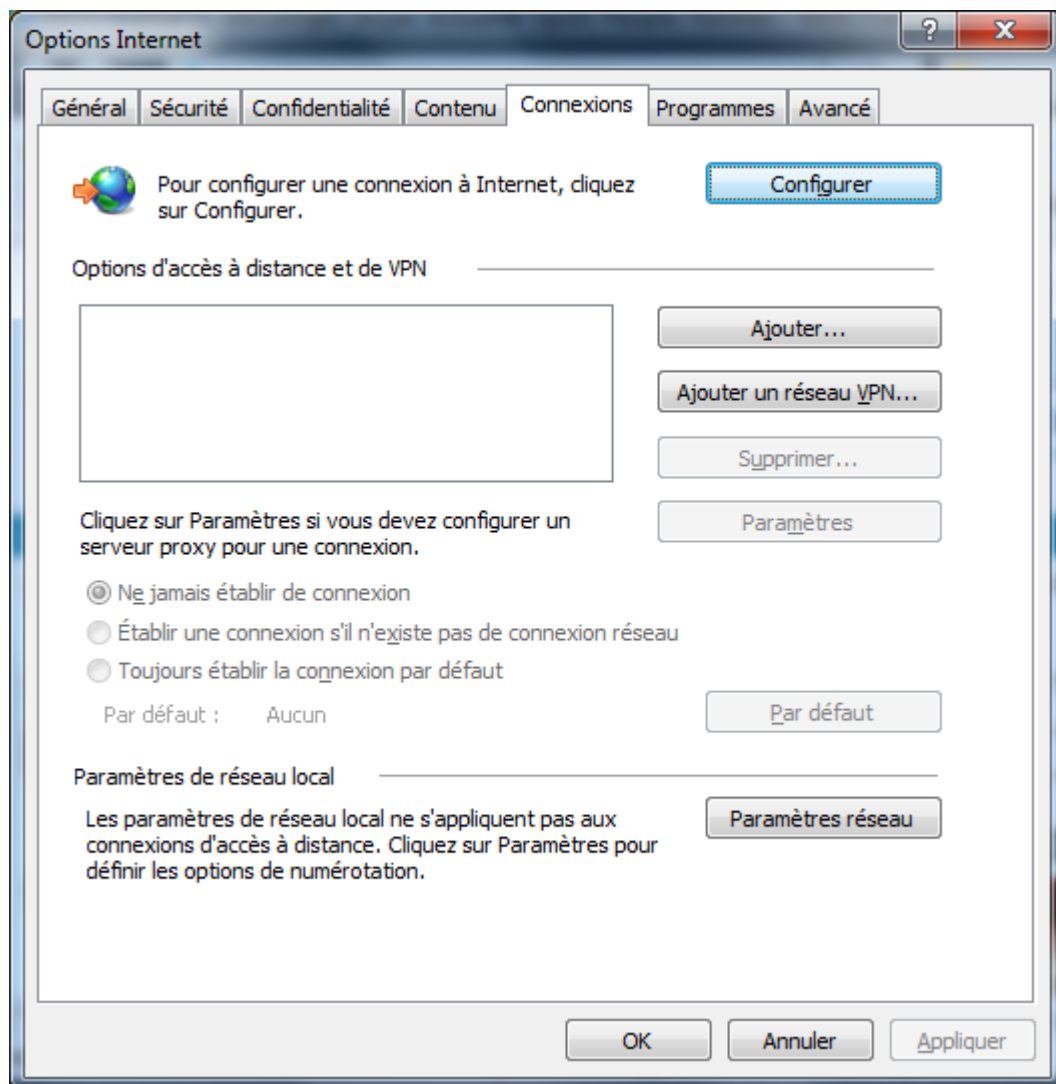 Options Internet
Général Sécurité Confidentialité Contenu Connexions Programmes Avancé
Pour configurer une connexion à Internet, cliquez
sur Configurer.
Configurer
Options d'accès à distance et de VPN
Ajouter...
Ajouter un réseau VPN...
Supprimer...
Cliquez sur Paramètres si vous devez configurer un
serveur proxy pour une connexion.
Paramètres
Ne jamais établir de connexion
Établir une connexion s'il n'existe pas de connexion réseau
Toujours établir la connexion par défaut
Par défaut : Aucun
Par défaut
Paramètres de réseau local
Les paramètres de réseau local ne s'appliquent pas aux
connexions d'accès à distance. Cliquez sur Paramètres pour
définir les options de numérotation.
Paramètres réseau
OK Annuler Appliquer